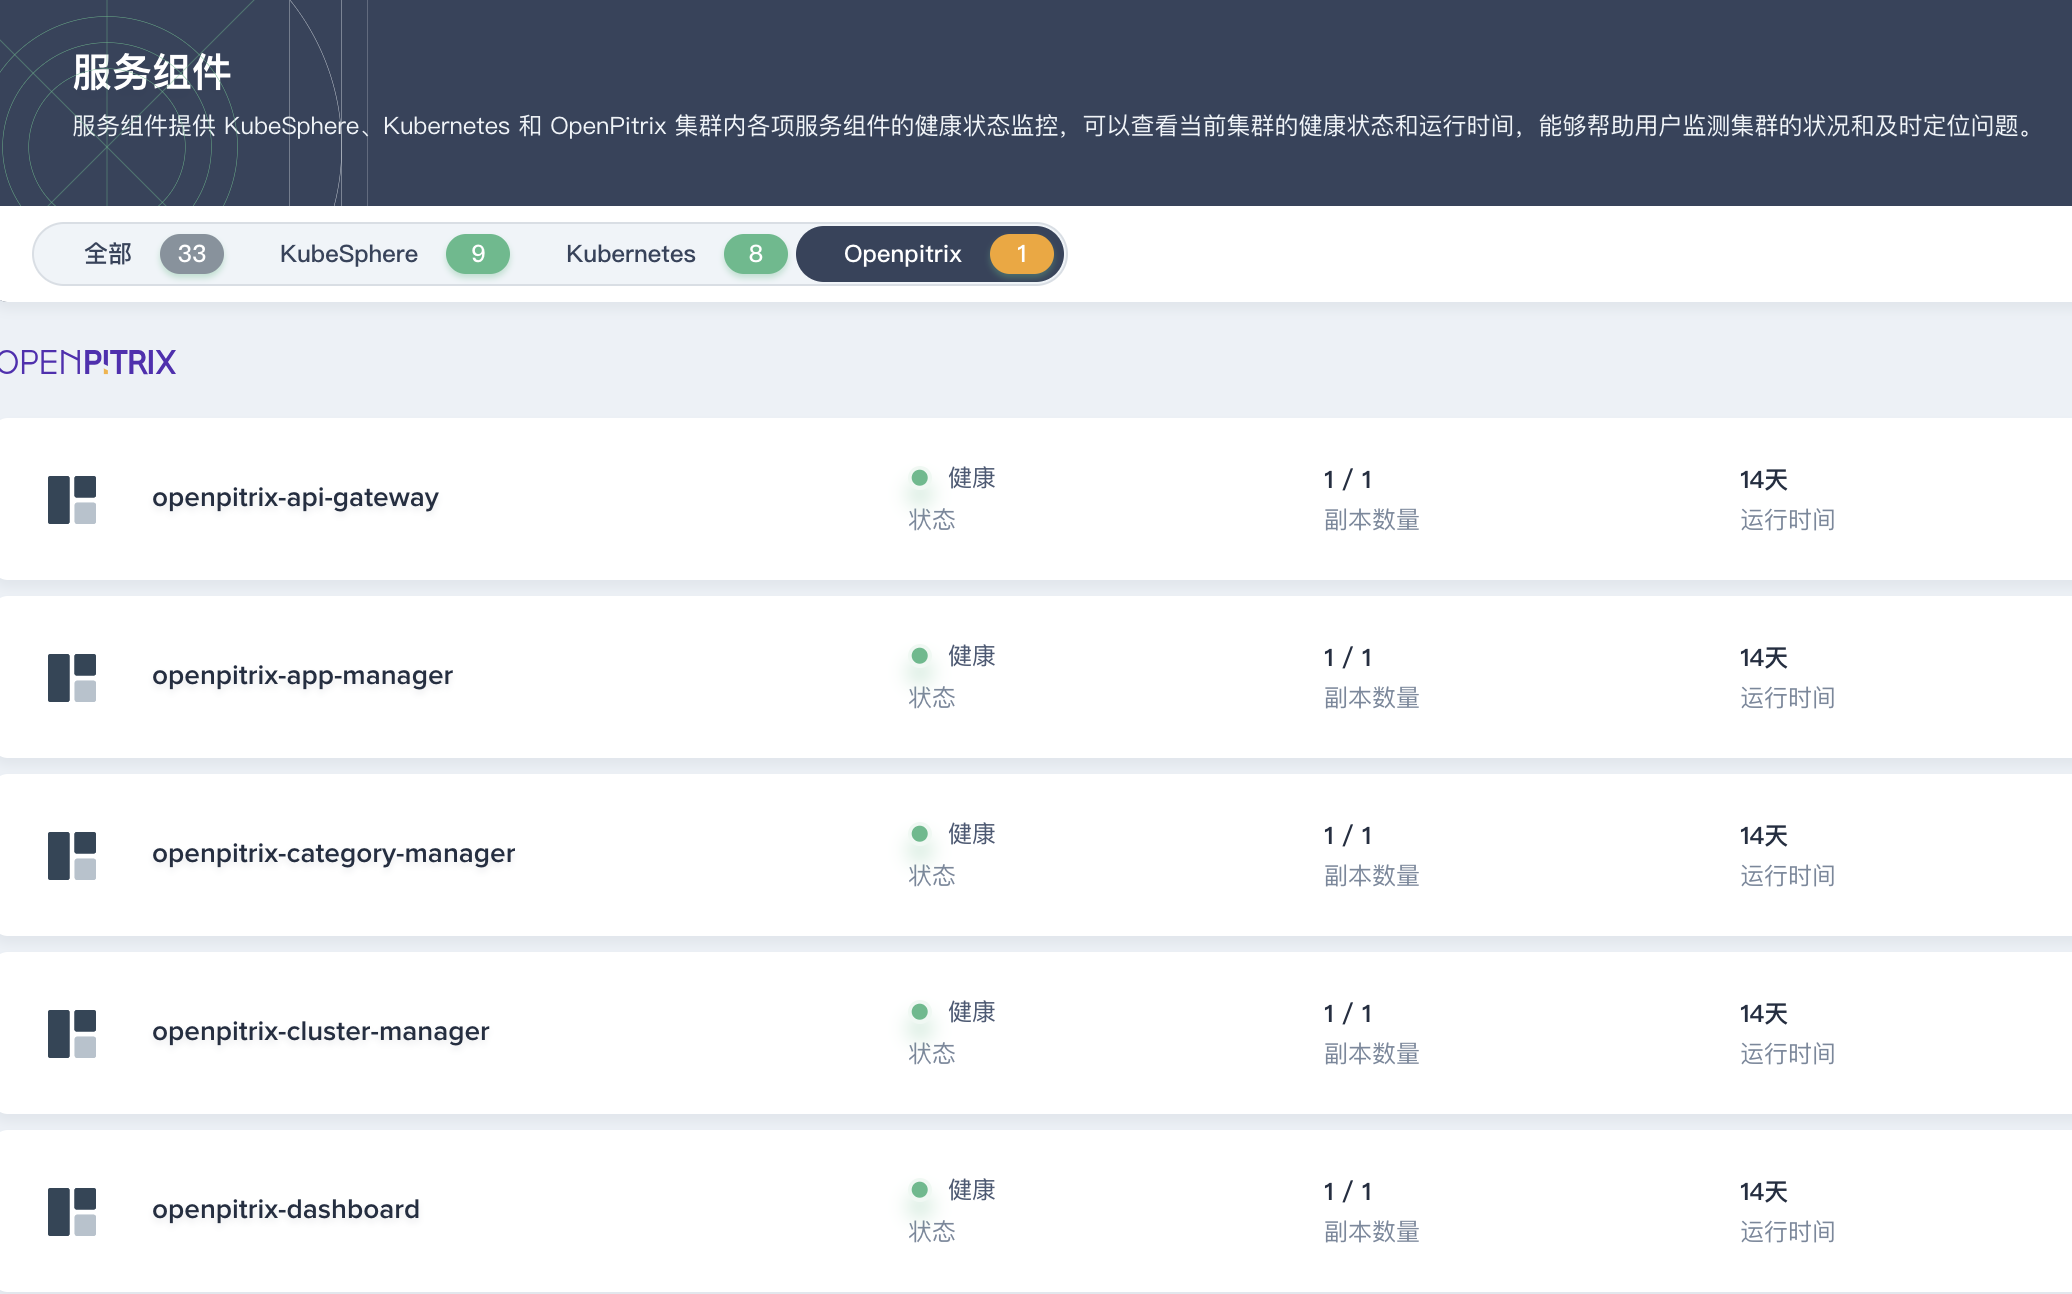 服务组件
服务组件提供 KubeSphere、Kubernetes 和 OpenPitrix 集群内各项服务组件的健康状态监控，可以查看当前集群的健康状态和运行时间，能够帮助用户监测集群的状况和及时定位问题。
全部 33 KubeSphere 9 Kubernetes 8 Openpitrix 1
OPENPITRIX
openpitrix-api-gateway 健康 1 / 1 14天
状态 副本数量 运行时间
openpitrix-app-manager 健康 1 / 1 14天
状态 副本数量 运行时间
openpitrix-category-manager 健康 1 / 1 14天
状态 副本数量 运行时间
openpitrix-cluster-manager 健康 1 / 1 14天
状态 副本数量 运行时间
openpitrix-dashboard 健康 1 / 1 14天
状态 副本数量 运行时间